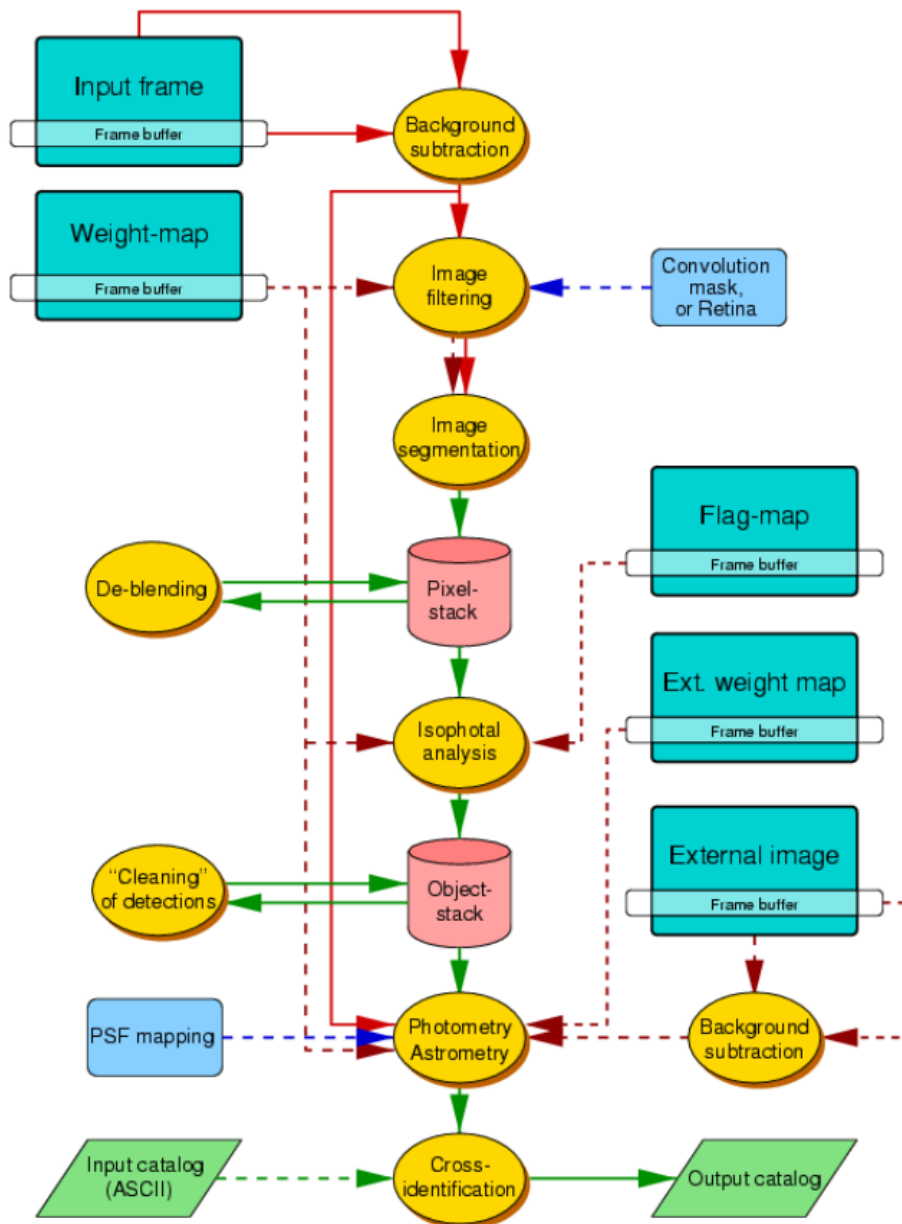 Input frame
Frame buffer
Background
subtraction
Weight-map
Frame buffer
Image
filtering
Convolution
mask,
or Retina
Image
segmentation
Flag-map
Frame buffer
De-blending
Pixel-
stack
Ext. weight map
Frame buffer
Isophotal
analysis
External image
Frame buffer
“Cleaning”
of detections
Object-
stack
PSF mapping
Photometry
Astrometry
Background
subtraction
Input catalog
(ASCII)
Cross-
identification
Output catalog